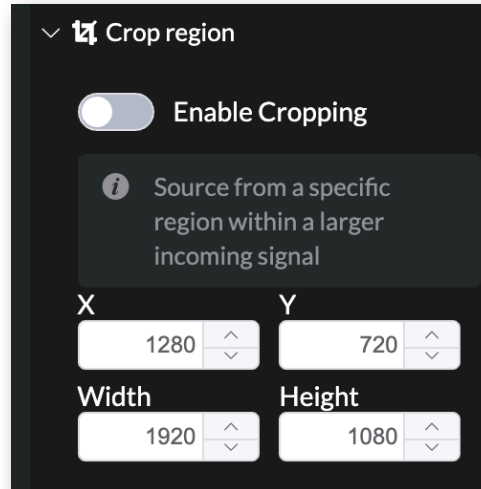 Crop region
Enable Cropping
Source from a specific
region within a larger
incoming signal
X Y
1280 720
Width Height
1920 1080